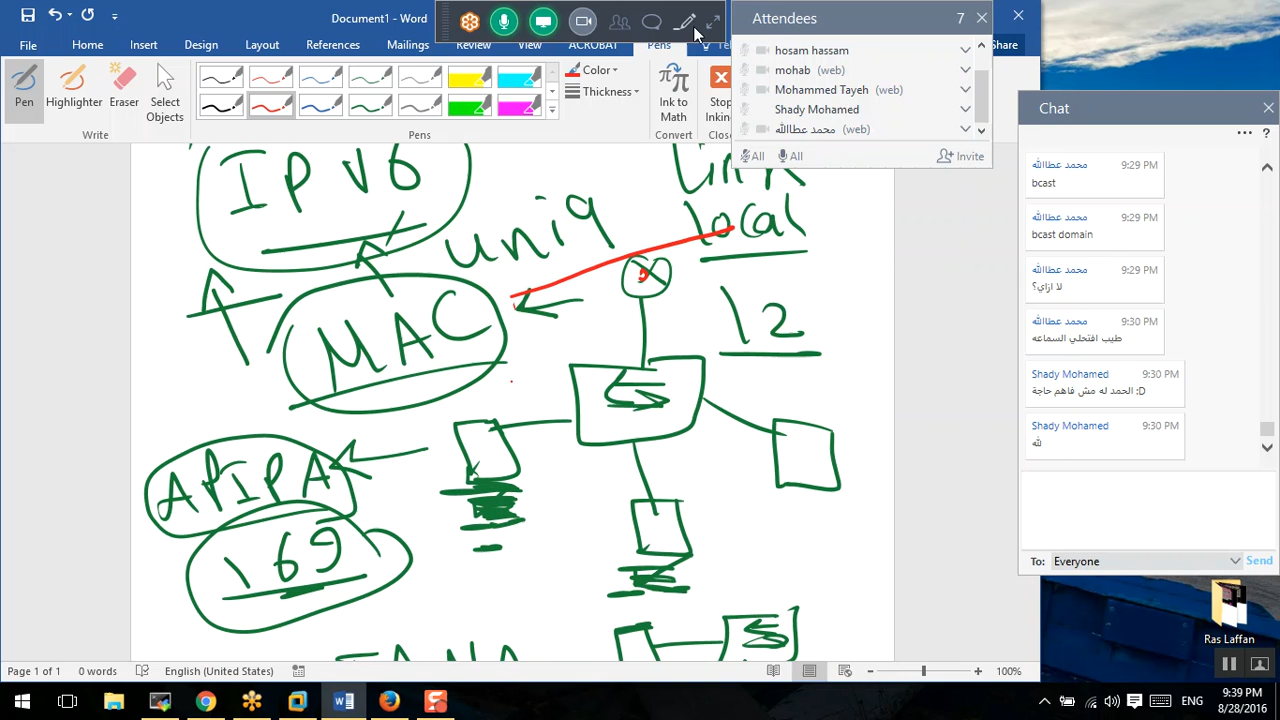 Document1 - Word
File
Home
Insert
Design
Layout
References
Mailings
Review
View
ACROBAT
Pens
Share
Pen
Highlighter
Eraser
Select Objects
Write
Pens
Color
Thickness
Ink to Math
Convert
Attendees 7
hosam hassam
mohab (web)
Mohammed Tayeh (web)
Shady Mohamed
محمد عطاالله (web)
All
All
Invite
Chat
محمد عطاالله 9:29 PM
bcast
محمد عطاالله 9:29 PM
bcast domain
محمد عطاالله 9:29 PM
لا ازاي؟
محمد عطاالله 9:30 PM
طيب افتحلي السماعه
Shady Mohamed 9:30 PM
الحمد له مش فاهم حاجة :D
Shady Mohamed 9:30 PM
لله
To: Everyone
Send
IPV6
Link
local
uniq
MAC
12
APIPA
169
Ras Laffan
Page 1 of 1
0 words
English (United States)
100%
ENG
9:39 PM
8/28/2016